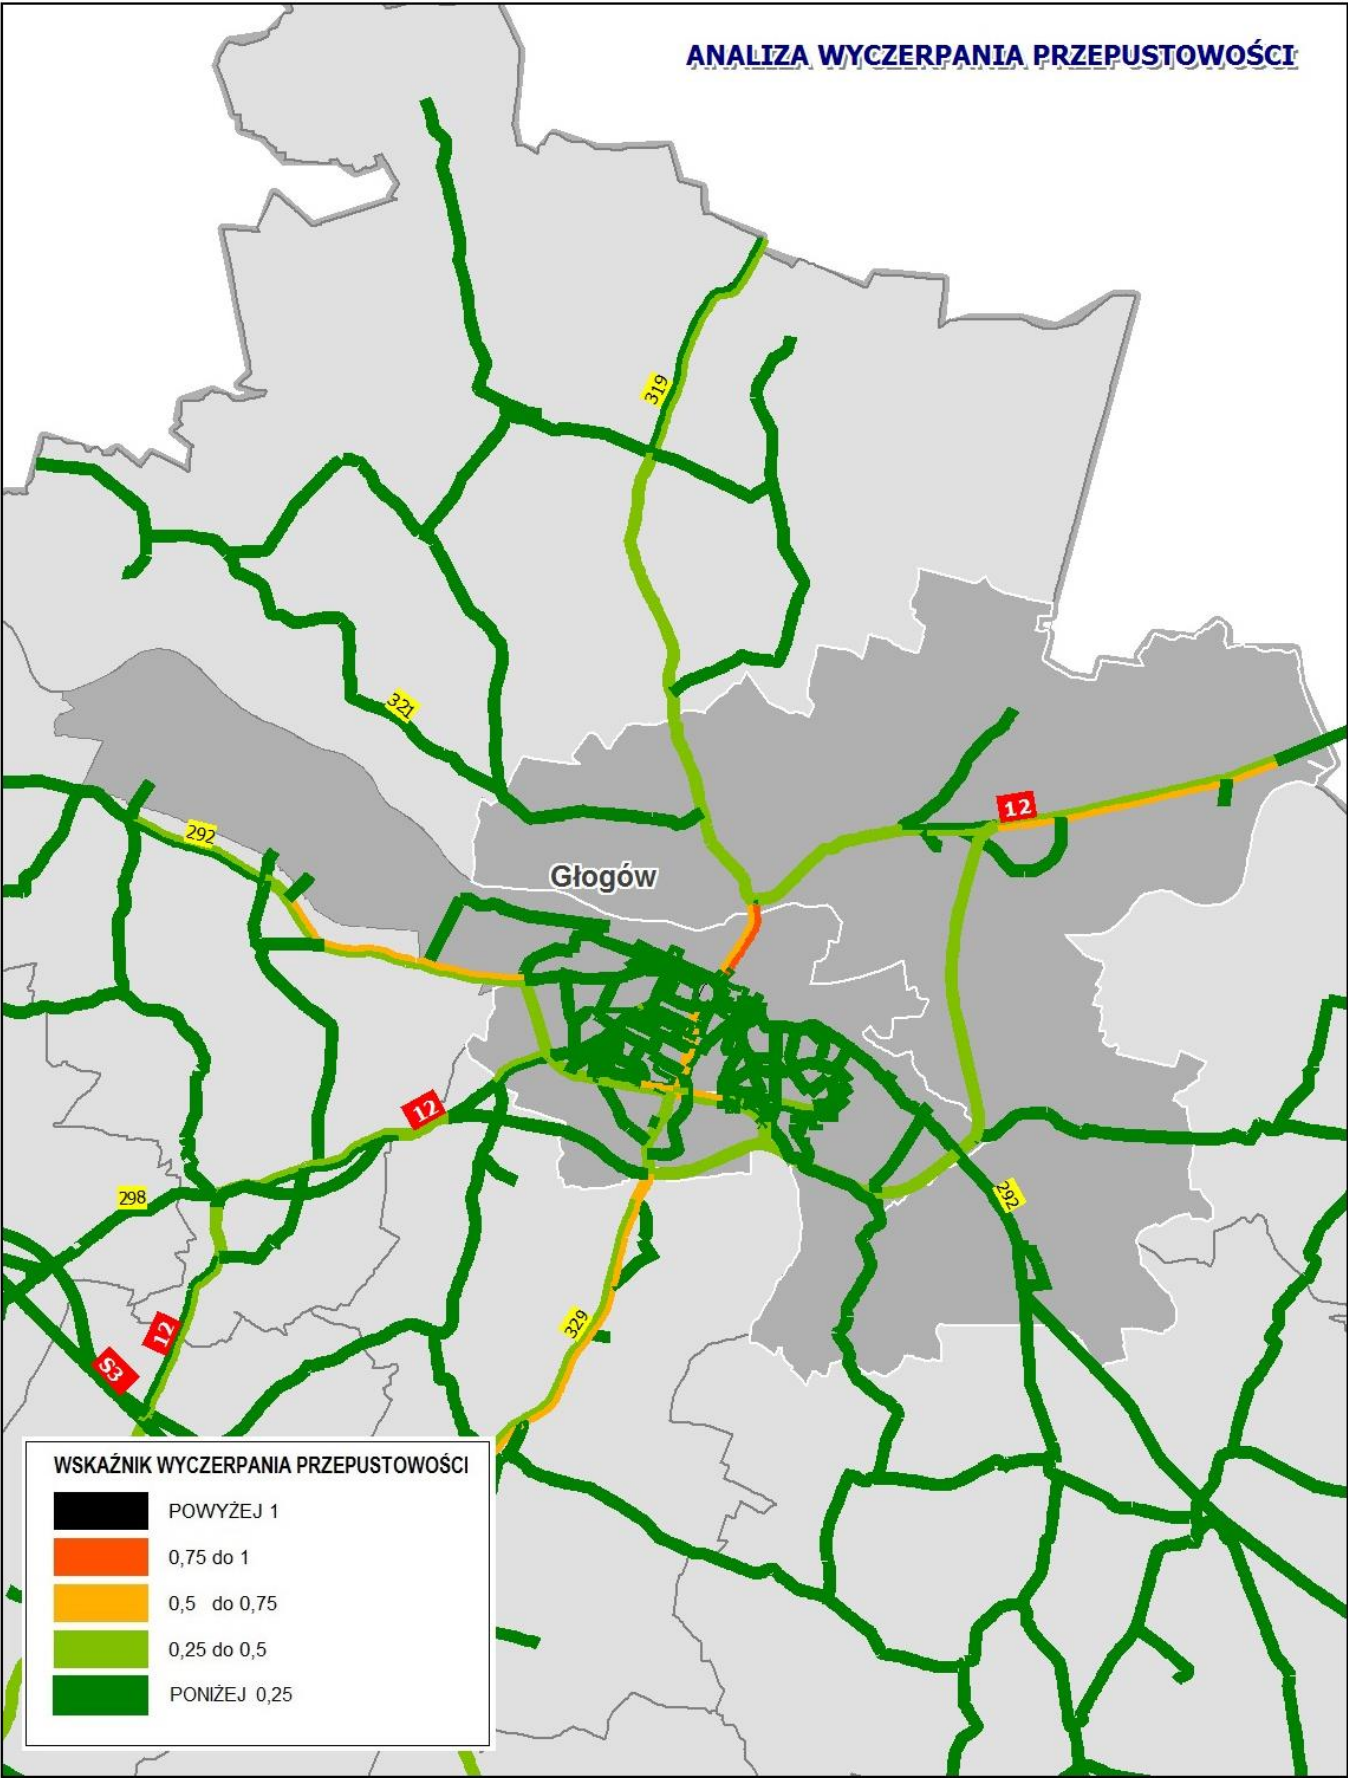 ANALIZA WYCZERPANIA PRZEPUSTOWOŚCI
319
321
12
292
Głogów
12
298
292
329
12
S3
WSKAŹNIK WYCZERPANIA PRZEPUSTOWOŚCI
POWYŻEJ 1
0,75 do 1
0,5 do 0,75
0,25 do 0,5
PONIŻEJ 0,25